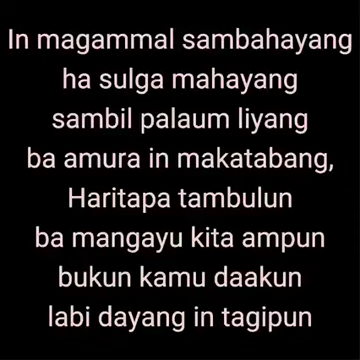 In magammal sambahayang
ha sulga mahayang
sambil palaum liyang
ba amura in makatabang,
Haritapa tambulun
ba mangayu kita ampun
bukun kamu daakun
labi dayang in tagipun